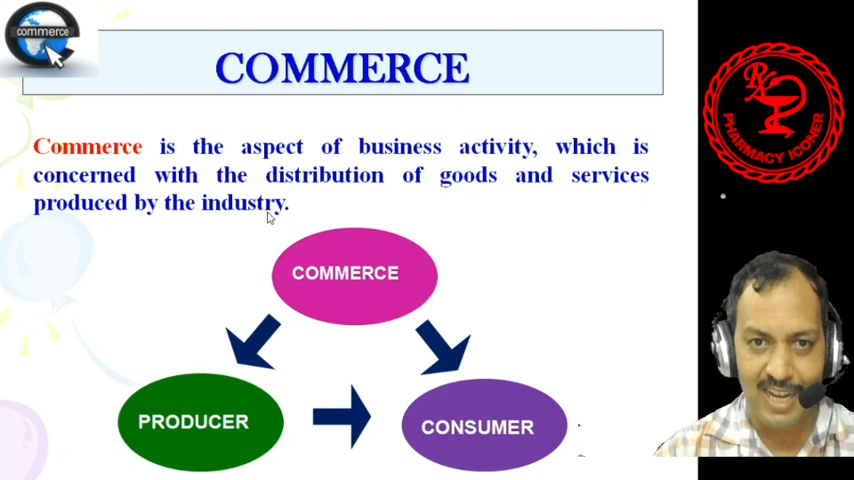 commerce
COMMERCE
Commerce is the aspect of business activity, which is
concerned with the distribution of goods and services
produced by the industry.
COMMERCE
PRODUCER
CONSUMER
Rx
PHARMACY ICONER